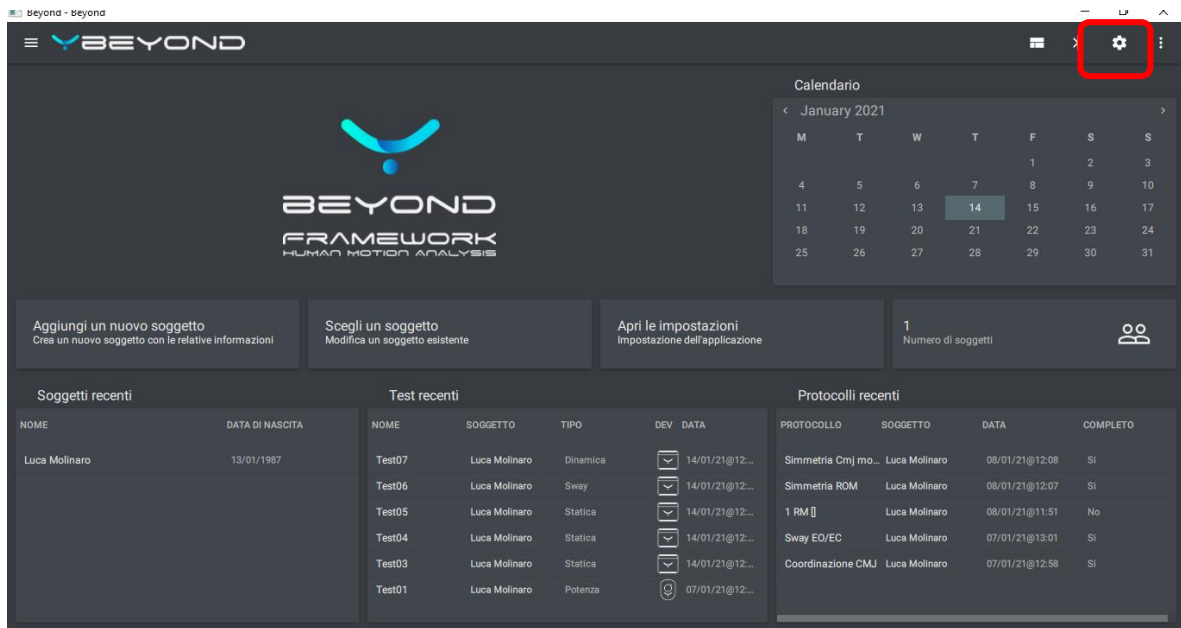 Beyond - Beyond
BEYOND
Calendario
January 2021
M T W T F S S
1 2 3
4 5 6 7 8 9 10
11 12 13 14 15 16 17
18 19 20 21 22 23 24
25 26 27 28 29 30 31
BEYOND
FRAMEWORK
HUMAN MOTION ANALYSIS
Aggiungi un nuovo soggetto
Crea un nuovo soggetto con le relative informazioni
Scegli un soggetto
Modifica un soggetto esistente
Apri le impostazioni
Impostazione dell'applicazione
1
Numero di soggetti
Soggetti recenti
NOME DATA DI NASCITA
Luca Molinaro 13/01/1987
Test recenti
NOME SOGGETTO TIPO DEV DATA
Test07 Luca Molinaro Dinamica 14/01/21@12:...
Test06 Luca Molinaro Sway 14/01/21@12:...
Test05 Luca Molinaro Statica 14/01/21@12:...
Test04 Luca Molinaro Statica 14/01/21@12:...
Test03 Luca Molinaro Statica 14/01/21@12:...
Test01 Luca Molinaro Potenza 07/01/21@12:...
Protocolli recenti
PROTOCOLLO SOGGETTO DATA COMPLETO
Simmetria Cmj mo... Luca Molinaro 08/01/21@12:08 Si
Simmetria ROM Luca Molinaro 08/01/21@12:07 Si
1 RM [] Luca Molinaro 08/01/21@11:51 No
Sway EO/EC Luca Molinaro 07/01/21@13:01 Si
Coordinazione CMJ Luca Molinaro 07/01/21@12:58 Si